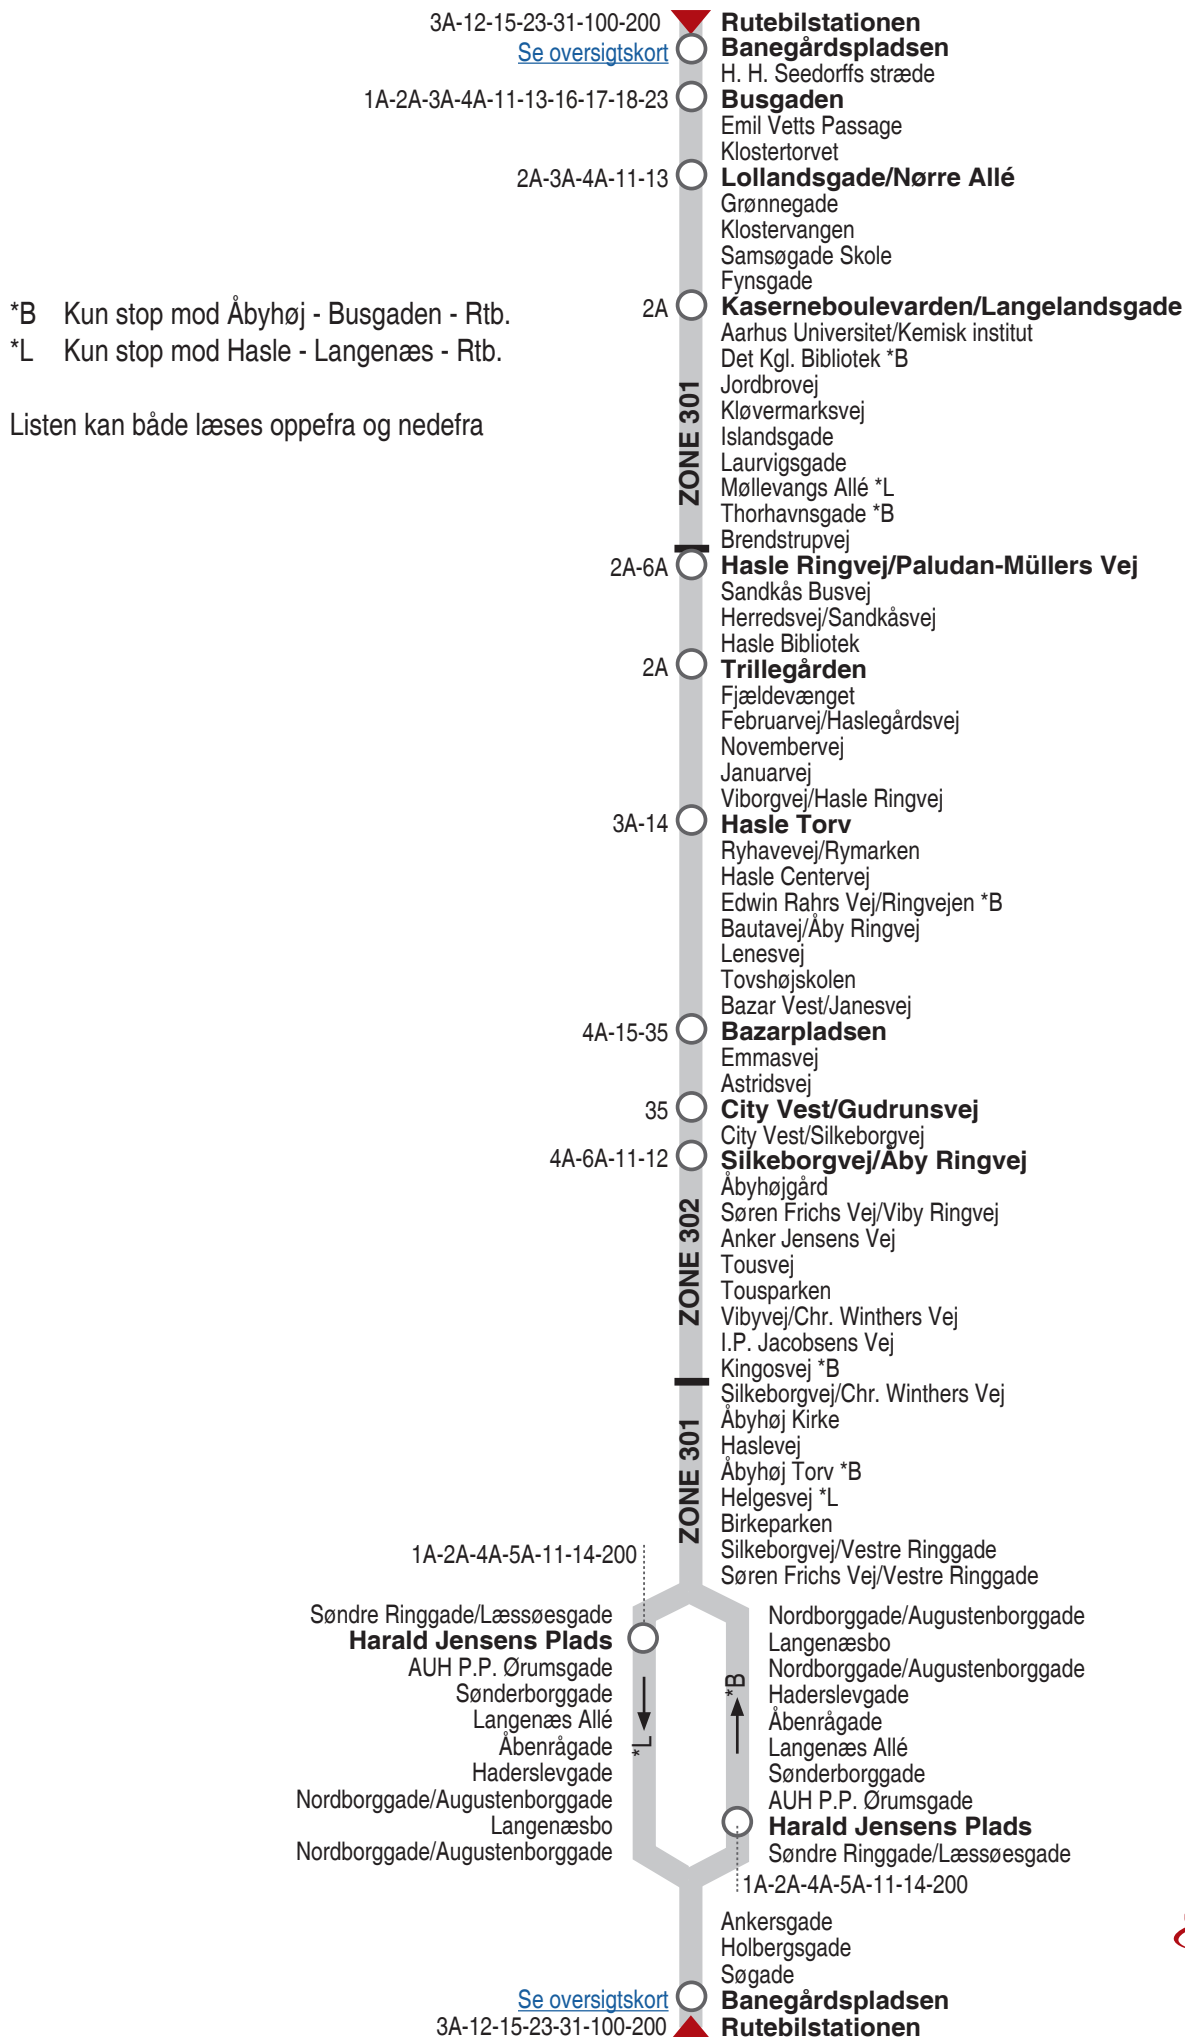 3A-12-15-23-31-100-200 Rutebilstationen
Se oversigtskort Banegårdspladsen
H. H. Seedorffs stræde
1A-2A-3A-4A-11-13-16-17-18-23 Busgaden
Emil Vetts Passage
Klostertorvet
2A-3A-4A-11-13 Lollandsgade/Nørre Allé
Grønnegade
Klostervangen
Samsøgade Skole
Fynsgade
2A Kaserneboulevarden/Langelandsgade
*B Kun stop mod Åbyhøj - Busgaden - Rtb.
*L Kun stop mod Hasle - Langenæs - Rtb.
Listen kan både læses oppefra og nedefra
Aarhus Universitet/Kemisk institut
Det Kgl. Bibliotek *B
Jordbrovej
Kløvermarksvej
Islandsgade
Laurvigsgade
Møllevangs Allé *L
Thorhavnsgade *B
Brendstrupvej
ZONE 301
2A-6A Hasle Ringvej/Paludan-Müllers Vej
Sandkås Busvej
Herredsvej/Sandkåsvej
Hasle Bibliotek
2A Trillegården
Fjældevænget
Februarvej/Haslegårdsvej
Novembervej
Januarvej
Viborgvej/Hasle Ringvej
3A-14 Hasle Torv
Ryhavevej/Rymarken
Hasle Centervej
Edwin Rahrs Vej/Ringvejen *B
Bautavej/Åby Ringvej
Lenesvej
Tovshøjskolen
Bazar Vest/Janesvej
4A-15-35 Bazarpladsen
Emmasvej
Astridsvej
35 City Vest/Gudrunsvej
City Vest/Silkeborgvej
4A-6A-11-12 Silkeborgvej/Åby Ringvej
Åbyhøjgård
Søren Frichs Vej/Viby Ringvej
Anker Jensens Vej
Tousvej
Tousparken
Vibyvej/Chr. Winthers Vej
I.P. Jacobsens Vej
Kingosvej *B
ZONE 302
Silkeborgvej/Chr. Winthers Vej
Åbyhøj Kirke
Haslevej
Åbyhøj Torv *B
Helgesvej *L
Birkeparken
Silkeborgvej/Vestre Ringgade
Søren Frichs Vej/Vestre Ringgade
ZONE 301
1A-2A-4A-5A-11-14-200
Søndre Ringgade/Læssøesgade
Harald Jensens Plads
AUH P.P. Ørumsgade
Sønderborggade
Langenæs Allé
Åbenrågade
Haderslevgade
Nordborggade/Augustenborggade
Langenæsbo
Nordborggade/Augustenborggade
*L
*B
Nordborggade/Augustenborggade
Langenæsbo
Nordborggade/Augustenborggade
Haderslevgade
Åbenrågade
Langenæs Allé
Sønderborggade
AUH P.P. Ørumsgade
Harald Jensens Plads
Søndre Ringgade/Læssøesgade
1A-2A-4A-5A-11-14-200
Ankersgade
Holbergsgade
Søgade
Se oversigtskort Banegårdspladsen
3A-12-15-23-31-100-200 Rutebilstationen